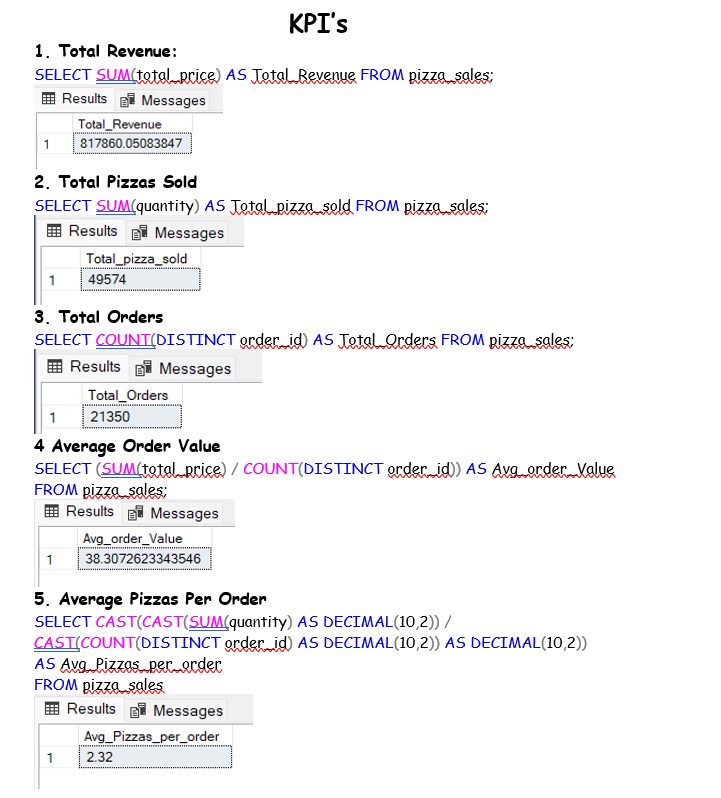 KPI's
1. Total Revenue:
SELECT SUM(total_price) AS Total_Revenue FROM pizza_sales;
Results Messages
Total_Revenue
1 817860.05083847
2. Total Pizzas Sold
SELECT SUM(quantity) AS Total_pizza_sold FROM pizza_sales;
Results Messages
Total_pizza_sold
1 49574
3. Total Orders
SELECT COUNT(DISTINCT order_id) AS Total_Orders FROM pizza_sales;
Results Messages
Total_Orders
1 21350
4 Average Order Value
SELECT (SUM(total_price) / COUNT(DISTINCT order_id)) AS Avg_order_Value
FROM pizza_sales;
Results Messages
Avg_order_Value
1 38.3072623343546
5. Average Pizzas Per Order
SELECT CAST(CAST(SUM(quantity) AS DECIMAL(10,2)) /
CAST(COUNT(DISTINCT order_id) AS DECIMAL(10,2)) AS DECIMAL(10,2))
AS Avg_Pizzas_per_order
FROM pizza_sales
Results Messages
Avg_Pizzas_per_order
1 2.32